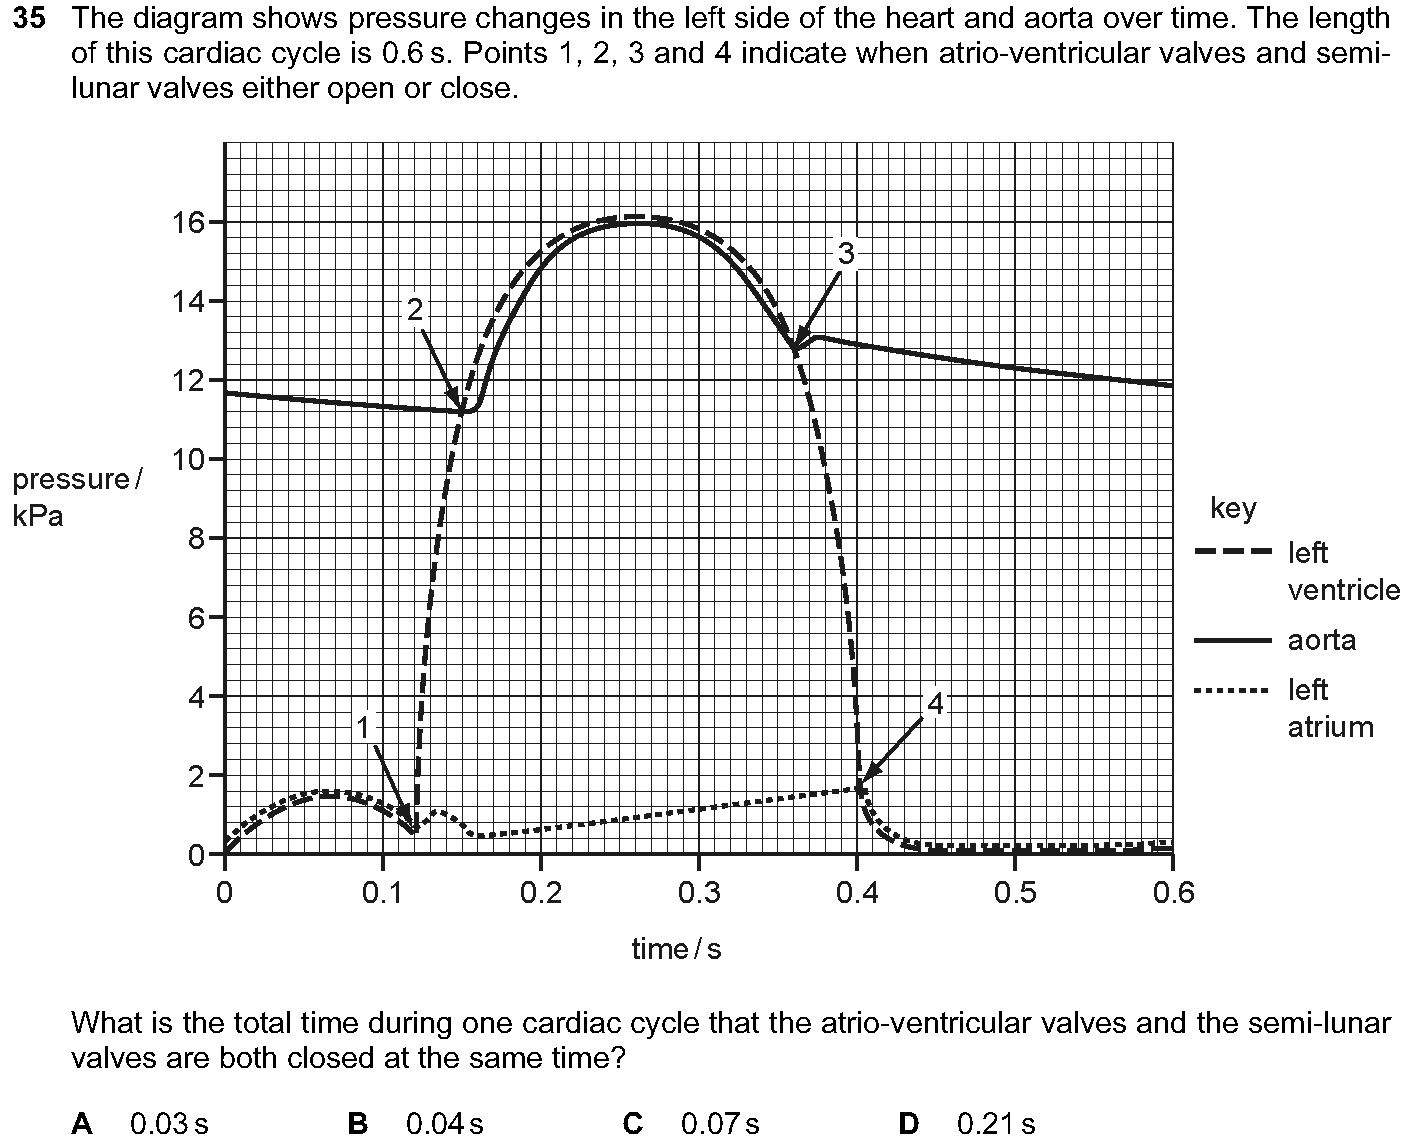 35 The diagram shows pressure changes in the left side of the heart and aorta over time. The length
of this cardiac cycle is 0.6 s. Points 1, 2, 3 and 4 indicate when atrio-ventricular valves and semi-
lunar valves either open or close.
16
14
12
10
8
6
4
2
0
pressure /
kPa
1
2
3
4
0 0.1 0.2 0.3 0.4 0.5 0.6
time / s
key
left
ventricle
aorta
left
atrium
What is the total time during one cardiac cycle that the atrio-ventricular valves and the semi-lunar
valves are both closed at the same time?
A 0.03 s B 0.04 s C 0.07 s D 0.21 s